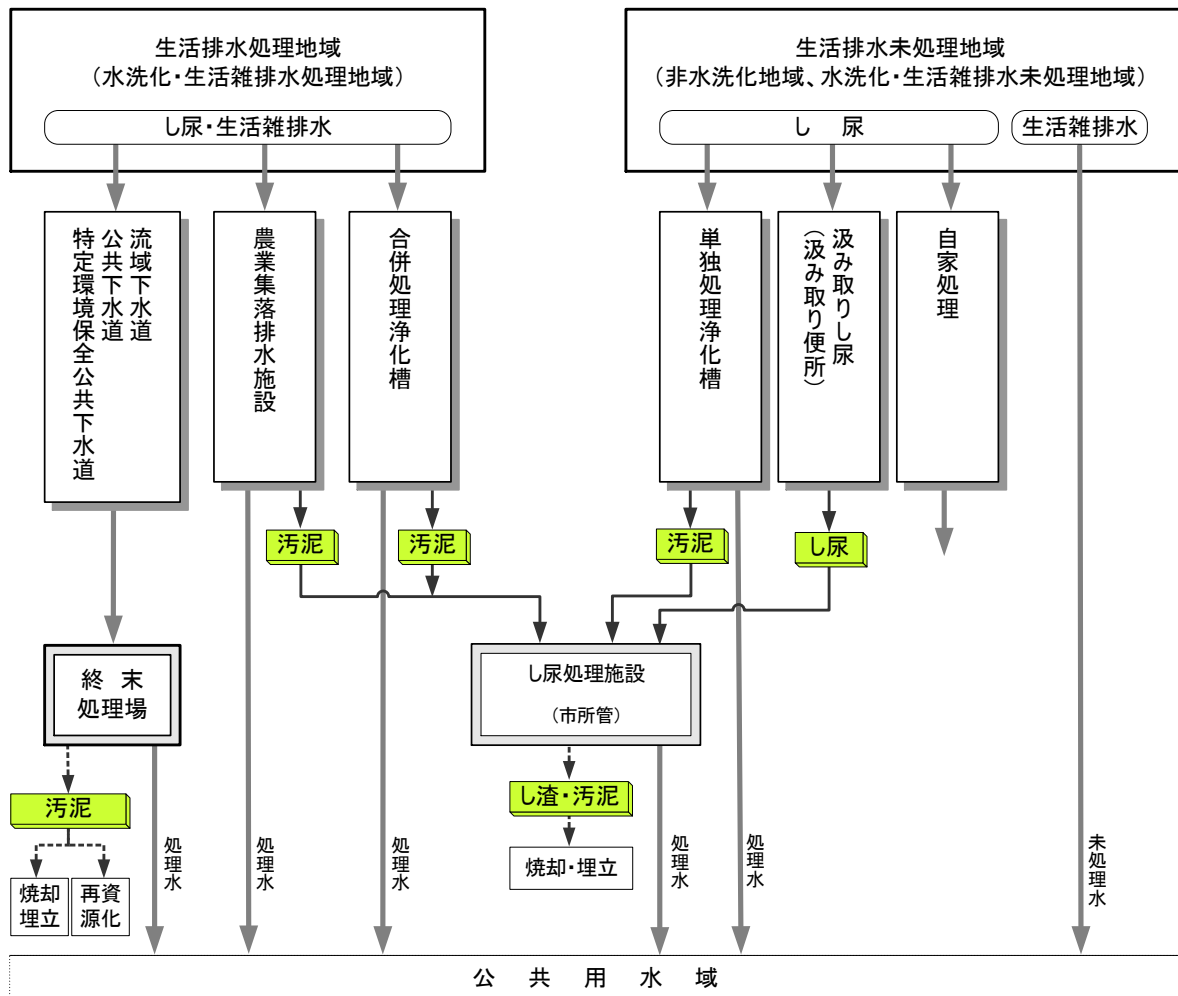 生活排水処理地域
(水洗化・生活雑排水処理地域)
し尿・生活雑排水
生活排水未処理地域
(非水洗化地域、水洗化・生活雑排水未処理地域)
し　尿
生活雑排水
流域下水道
公共下水道
特定環境保全公共下水道
農業集落排水施設
合併処理浄化槽
単独処理浄化槽
汲み取りし尿
(汲み取り便所)
自家処理
汚泥
汚泥
汚泥
し尿
終　末
処理場
し尿処理施設
(市所管)
汚泥
し渣・汚泥
焼却
埋立
再資
源化
焼却・埋立
処理水
処理水
処理水
処理水
処理水
未処理水
公　共　用　水　域